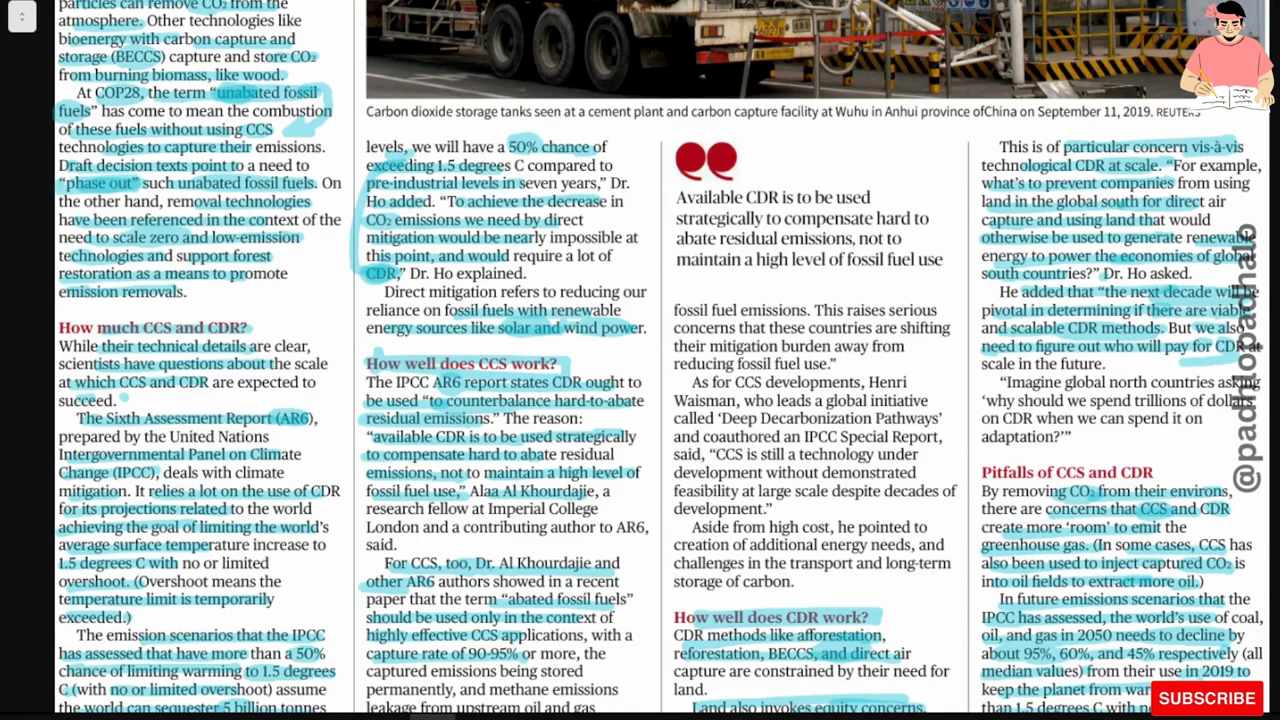 particles can remove CO₂ from the
atmosphere. Other technologies like
bioenergy with carbon capture and
storage (BECCS) capture and store CO₂
from burning biomass, like wood.
At COP28, the term “unabated fossil
fuels” has come to mean the combustion
of these fuels without using CCS
technologies to capture their emissions.
Draft decision texts point to a need to
“phase out” such unabated fossil fuels. On
the other hand, removal technologies
have been referenced in the context of the
need to scale zero and low-emission
technologies and support forest
restoration as a means to promote
emission removals.
How much CCS and CDR?
While their technical details are clear,
scientists have questions about the scale
at which CCS and CDR are expected to
succeed.
The Sixth Assessment Report (AR6),
prepared by the United Nations
Intergovernmental Panel on Climate
Change (IPCC), deals with climate
mitigation. It relies a lot on the use of CDR
for its projections related to the world
achieving the goal of limiting the world’s
average surface temperature increase to
1.5 degrees C with no or limited
overshoot. (Overshoot means the
temperature limit is temporarily
exceeded.)
The emission scenarios that the IPCC
has assessed that have more than a 50%
chance of limiting warming to 1.5 degrees
C (with no or limited overshoot) assume
the world can sequester 5 billion tonnes
Carbon dioxide storage tanks seen at a cement plant and carbon capture facility at Wuhu in Anhui province ofChina on September 11, 2019. REUTERS
levels, we will have a 50% chance of
exceeding 1.5 degrees C compared to
pre-industrial levels in seven years,” Dr.
Ho added. “To achieve the decrease in
CO₂ emissions we need by direct
mitigation would be nearly impossible at
this point, and would require a lot of
CDR,” Dr. Ho explained.
Direct mitigation refers to reducing our
reliance on fossil fuels with renewable
energy sources like solar and wind power.
How well does CCS work?
The IPCC AR6 report states CDR ought to
be used “to counterbalance hard-to-abate
residual emissions.” The reason:
“available CDR is to be used strategically
to compensate hard to abate residual
emissions, not to maintain a high level of
fossil fuel use,” Alaa Al Khourdajie, a
research fellow at Imperial College
London and a contributing author to AR6,
said.
For CCS, too, Dr. Al Khourdajie and
other AR6 authors showed in a recent
paper that the term “abated fossil fuels”
should be used only in the context of
highly effective CCS applications, with a
capture rate of 90-95% or more, the
captured emissions being stored
permanently, and methane emissions
leakage from upstream oil and gas
Available CDR is to be used
strategically to compensate hard to
abate residual emissions, not to
maintain a high level of fossil fuel use
fossil fuel emissions. This raises serious
concerns that these countries are shifting
their mitigation burden away from
reducing fossil fuel use.”
As for CCS developments, Henri
Waisman, who leads a global initiative
called ‘Deep Decarbonization Pathways’
and coauthored an IPCC Special Report,
said, “CCS is still a technology under
development without demonstrated
feasibility at large scale despite decades of
development.”
Aside from high cost, he pointed to
creation of additional energy needs, and
challenges in the transport and long-term
storage of carbon.
How well does CDR work?
CDR methods like afforestation,
reforestation, BECCS, and direct air
capture are constrained by their need for
land.
Land also invokes equity concerns.
This is of particular concern vis-à-vis
technological CDR at scale. “For example,
what’s to prevent companies from using
land in the global south for direct air
capture and using land that would
otherwise be used to generate renewable
energy to power the economies of global
south countries?” Dr. Ho asked.
He added that “the next decade will be
pivotal in determining if there are viable
and scalable CDR methods. But we also
need to figure out who will pay for CDR at
scale in the future.
“Imagine global north countries asking
‘why should we spend trillions of dollars
on CDR when we can spend it on
adaptation?’”
Pitfalls of CCS and CDR
By removing CO₂ from their environs,
there are concerns that CCS and CDR
create more ‘room’ to emit the
greenhouse gas. (In some cases, CCS has
also been used to inject captured CO₂ is
into oil fields to extract more oil.)
In future emissions scenarios that the
IPCC has assessed, the world’s use of coal,
oil, and gas in 2050 needs to decline by
about 95%, 60%, and 45% respectively (all
median values) from their use in 2019 to
keep the planet from war
than 1.5 degrees C with n
@padhlopadhalo
SUBSCRIBE